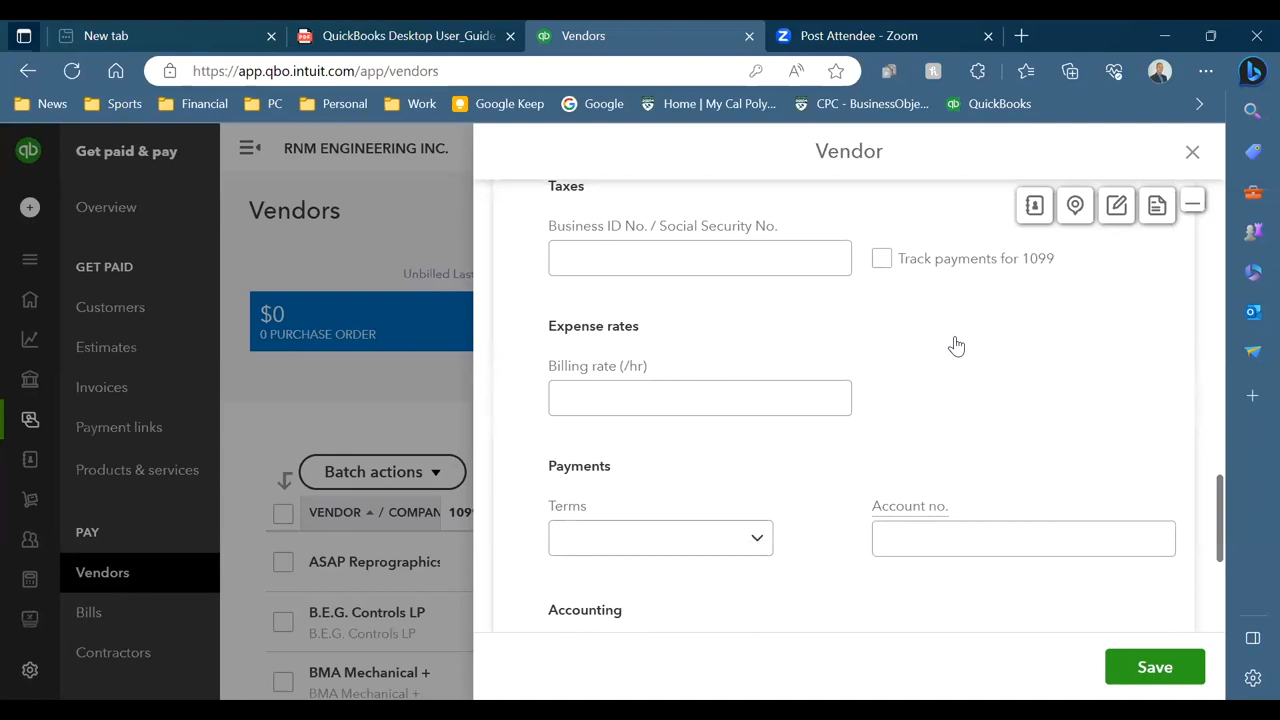 New tab
QuickBooks Desktop User_Guide
Vendors
Post Attendee - Zoom
https://app.qbo.intuit.com/app/vendors
News
Sports
Financial
PC
Personal
Work
Google Keep
Google
Home | My Cal Poly...
CPC - BusinessObje...
QuickBooks
qb
Get paid & pay
Overview
GET PAID
Customers
Estimates
Invoices
Payment links
Products & services
PAY
Vendors
Bills
Contractors
RNM ENGINEERING INC.
Vendors
Unbilled Las
$0
0 PURCHASE ORDER
Batch actions
VENDOR / COMPAN 109
ASAP Reprographics
B.E.G. Controls LP
B.E.G. Controls LP
BMA Mechanical +
BMA Mechanical +
Vendor
Taxes
Business ID No. / Social Security No.
Track payments for 1099
Expense rates
Billing rate (/hr)
Payments
Terms
Account no.
Accounting
Save